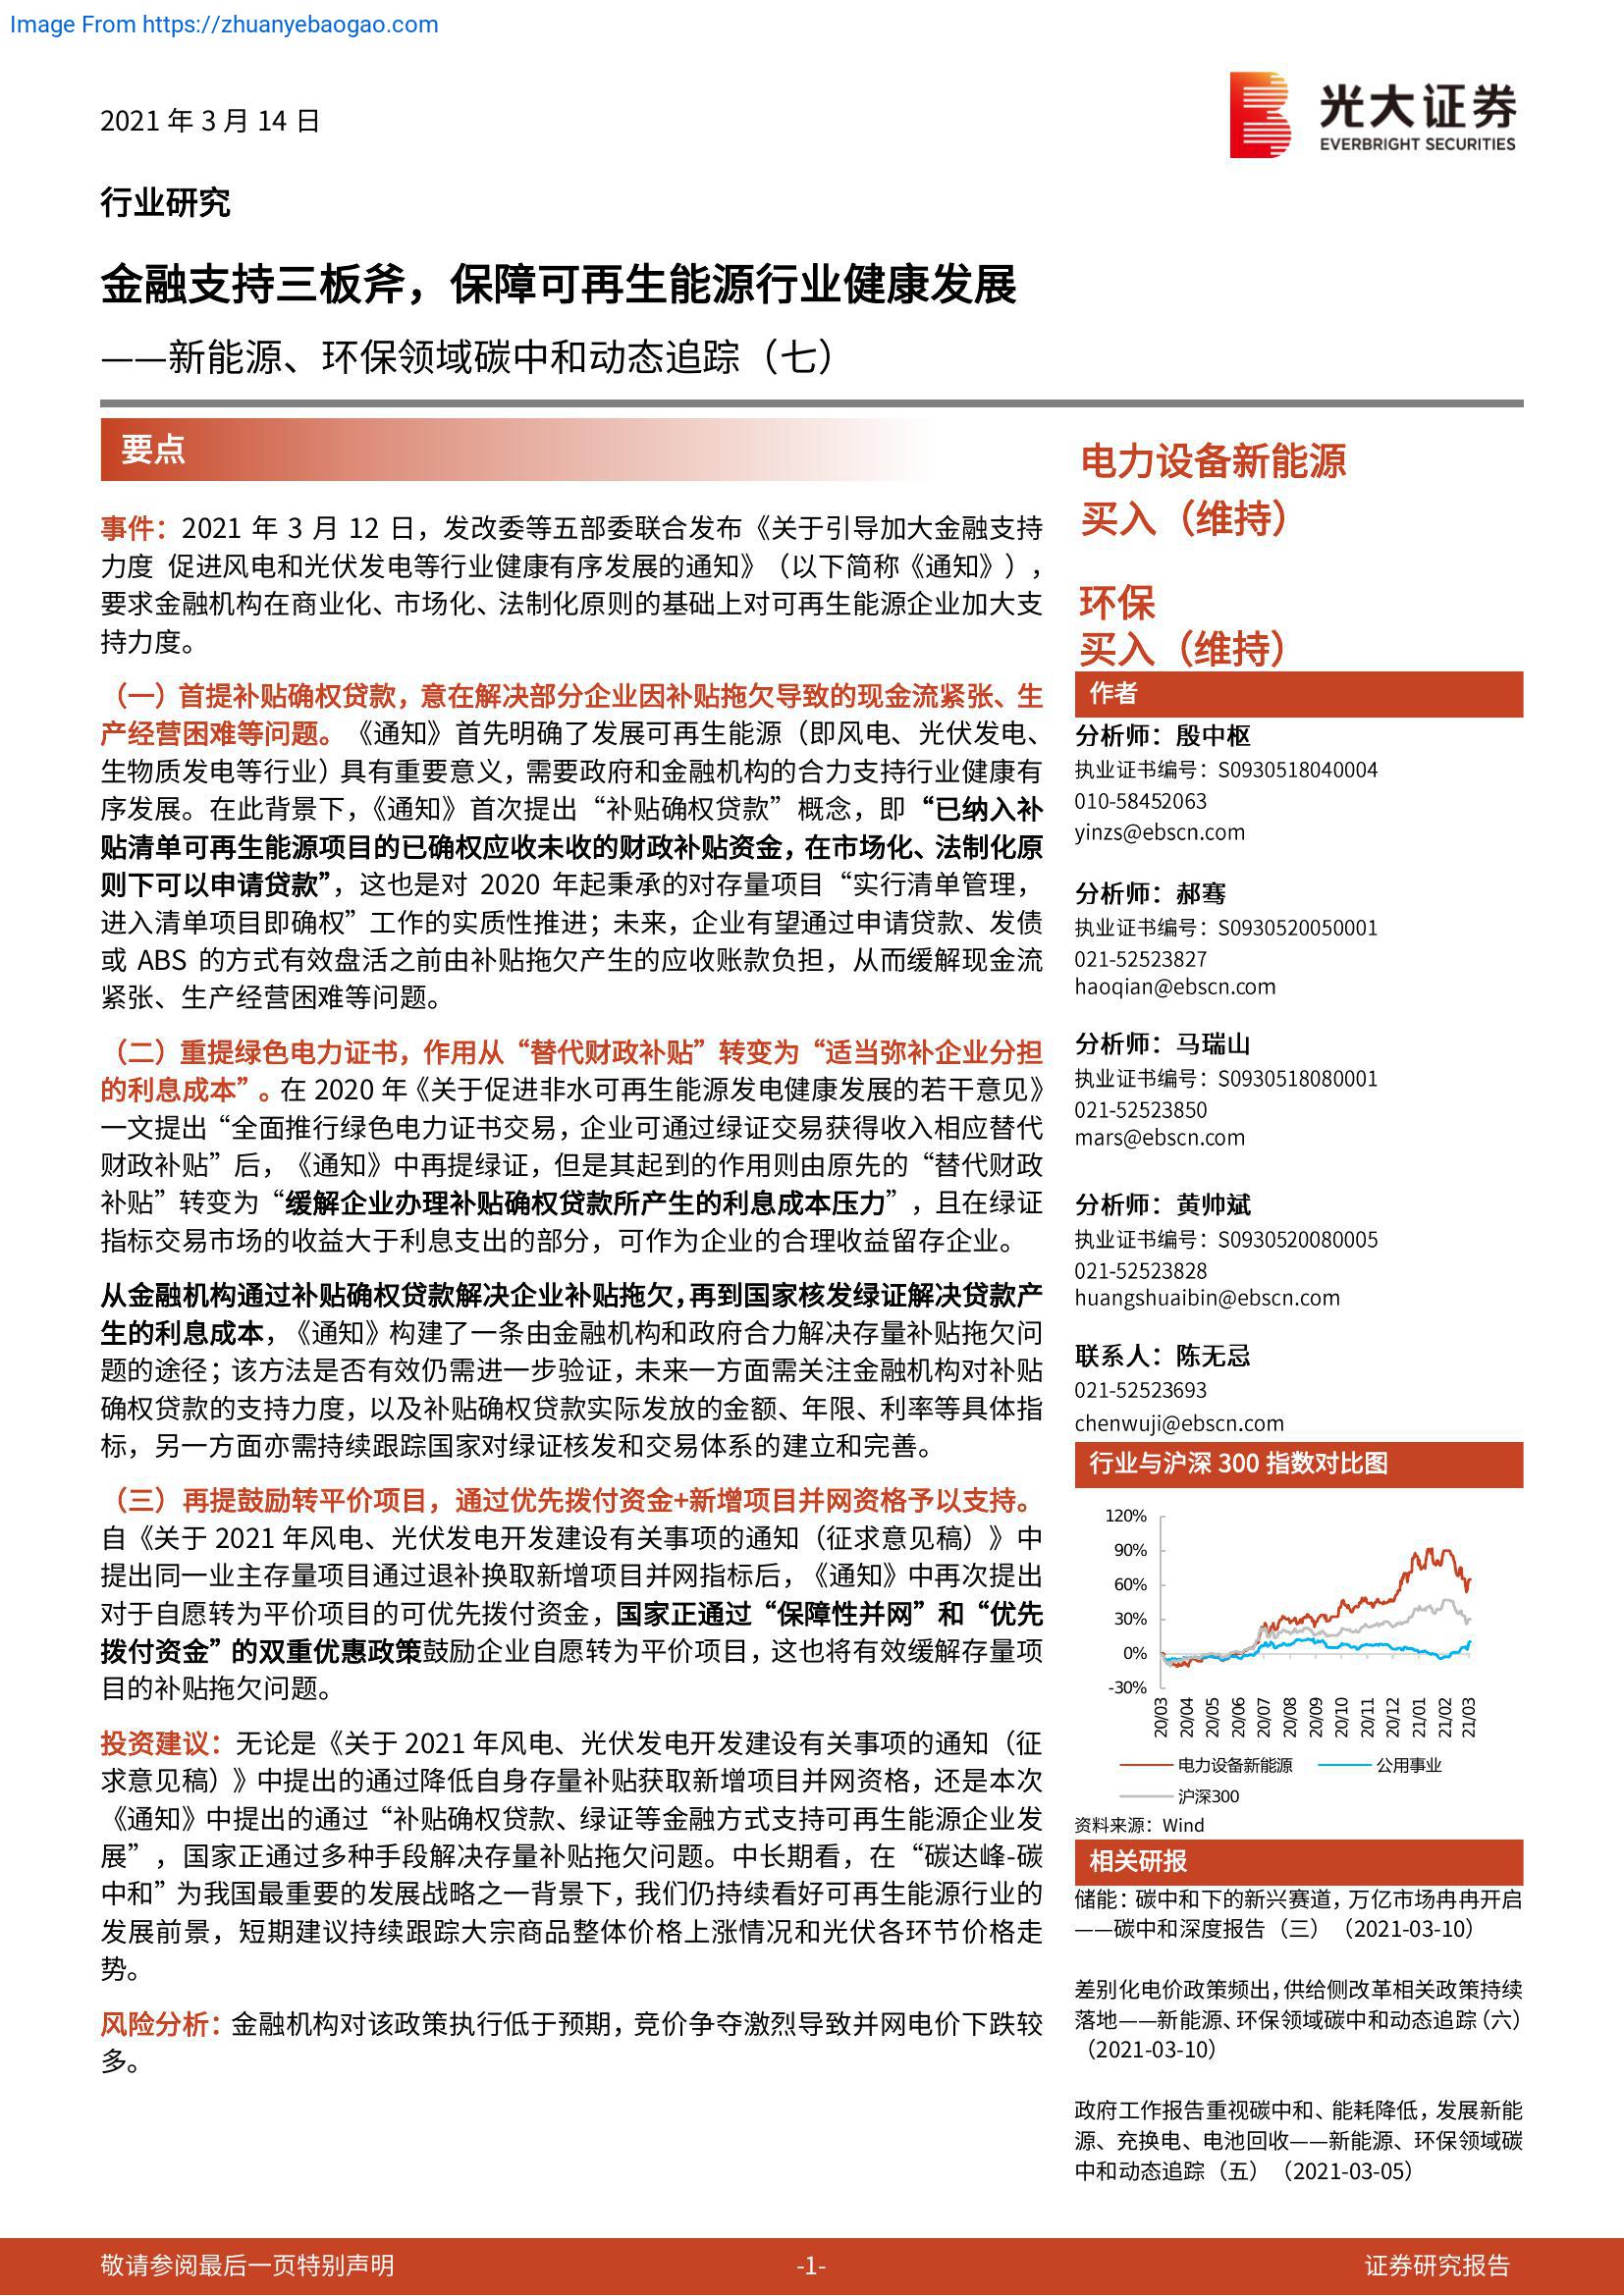 Image From https://zhuanyebaogao.com
2021 年 3 月 14 日
光大证券
EVERBRIGHT SECURITIES
行业研究
金融支持三板斧，保障可再生能源行业健康发展
——新能源、环保领域碳中和动态追踪（七）
要点
事件：2021 年 3 月 12 日，发改委等五部委联合发布《关于引导加大金融支持
力度 促进风电和光伏发电等行业健康有序发展的通知》（以下简称《通知》），
要求金融机构在商业化、市场化、法制化原则的基础上对可再生能源企业加大支
持力度。
（一）首提补贴确权贷款，意在解决部分企业因补贴拖欠导致的现金流紧张、生
产经营困难等问题。《通知》首先明确了发展可再生能源（即风电、光伏发电、
生物质发电等行业）具有重要意义，需要政府和金融机构的合力支持行业健康有
序发展。在此背景下，《通知》首次提出“补贴确权贷款”概念，即“已纳入补
贴清单可再生能源项目的已确权应收未收的财政补贴资金，在市场化、法制化原
则下可以申请贷款”，这也是对 2020 年起秉承的对存量项目“实行清单管理，
进入清单项目即确权”工作的实质性推进；未来，企业有望通过申请贷款、发债
或 ABS 的方式有效盘活之前由补贴拖欠产生的应收账款负担，从而缓解现金流
紧张、生产经营困难等问题。
（二）重提绿色电力证书，作用从“替代财政补贴”转变为“适当弥补企业分担
的利息成本”。在 2020 年《关于促进非水可再生能源发电健康发展的若干意见》
一文提出“全面推行绿色电力证书交易，企业可通过绿证交易获得收入相应替代
财政补贴”后，《通知》中再提绿证，但是其起到的作用则由原先的“替代财政
补贴”转变为“缓解企业办理补贴确权贷款所产生的利息成本压力”，且在绿证
指标交易市场的收益大于利息支出的部分，可作为企业的合理收益留存企业。
从金融机构通过补贴确权贷款解决企业补贴拖欠，再到国家核发绿证解决贷款产
生的利息成本，《通知》构建了一条由金融机构和政府合力解决存量补贴拖欠问
题的途径；该方法是否有效仍需进一步验证，未来一方面需关注金融机构对补贴
确权贷款的支持力度，以及补贴确权贷款实际发放的金额、年限、利率等具体指
标，另一方面亦需持续跟踪国家对绿证核发和交易体系的建立和完善。
（三）再提鼓励转平价项目，通过优先拨付资金+新增项目并网资格予以支持。
自《关于 2021 年风电、光伏发电开发建设有关事项的通知（征求意见稿）》中
提出同一业主存量项目通过退补换取新增项目并网指标后，《通知》中再次提出
对于自愿转为平价项目的可优先拨付资金，国家正通过“保障性并网”和“优先
拨付资金”的双重优惠政策鼓励企业自愿转为平价项目，这也将有效缓解存量项
目的补贴拖欠问题。
投资建议：无论是《关于 2021 年风电、光伏发电开发建设有关事项的通知（征
求意见稿）》中提出的通过降低自身存量补贴获取新增项目并网资格，还是本次
《通知》中提出的通过“补贴确权贷款、绿证等金融方式支持可再生能源企业发
展”，国家正通过多种手段解决存量补贴拖欠问题。中长期看，在“碳达峰-碳
中和”为我国最重要的发展战略之一背景下，我们仍持续看好可再生能源行业的
发展前景，短期建议持续跟踪大宗商品整体价格上涨情况和光伏各环节价格走
势。
风险分析：金融机构对该政策执行低于预期，竞价争夺激烈导致并网电价下跌较
多。
电力设备新能源
买入（维持）
环保
买入（维持）
作者
分析师：殷中枢
执业证书编号：S0930518040004
010-58452063
yinzs@ebscn.com
分析师：郝骞
执业证书编号：S0930520050001
021-52523827
haoqian@ebscn.com
分析师：马瑞山
执业证书编号：S0930518080001
021-52523850
mars@ebscn.com
分析师：黄帅斌
执业证书编号：S0930520080005
021-52523828
huangshuaibin@ebscn.com
联系人：陈无忌
021-52523693
chenwuji@ebscn.com
行业与沪深 300 指数对比图
120%
90%
60%
30%
0%
-30%
20/03 20/04 20/05 20/06 20/07 20/08 20/09 20/10 20/11 20/12 21/01 21/02 21/03
电力设备新能源 公用事业
沪深300
资料来源：Wind
相关研报
储能：碳中和下的新兴赛道，万亿市场冉冉开启
——碳中和深度报告（三）（2021-03-10）
差别化电价政策频出，供给侧改革相关政策持续
落地——新能源、环保领域碳中和动态追踪（六）
（2021-03-10）
政府工作报告重视碳中和、能耗降低，发展新能
源、充换电、电池回收——新能源、环保领域碳
中和动态追踪（五）（2021-03-05）
敬请参阅最后一页特别声明
-1-
证券研究报告